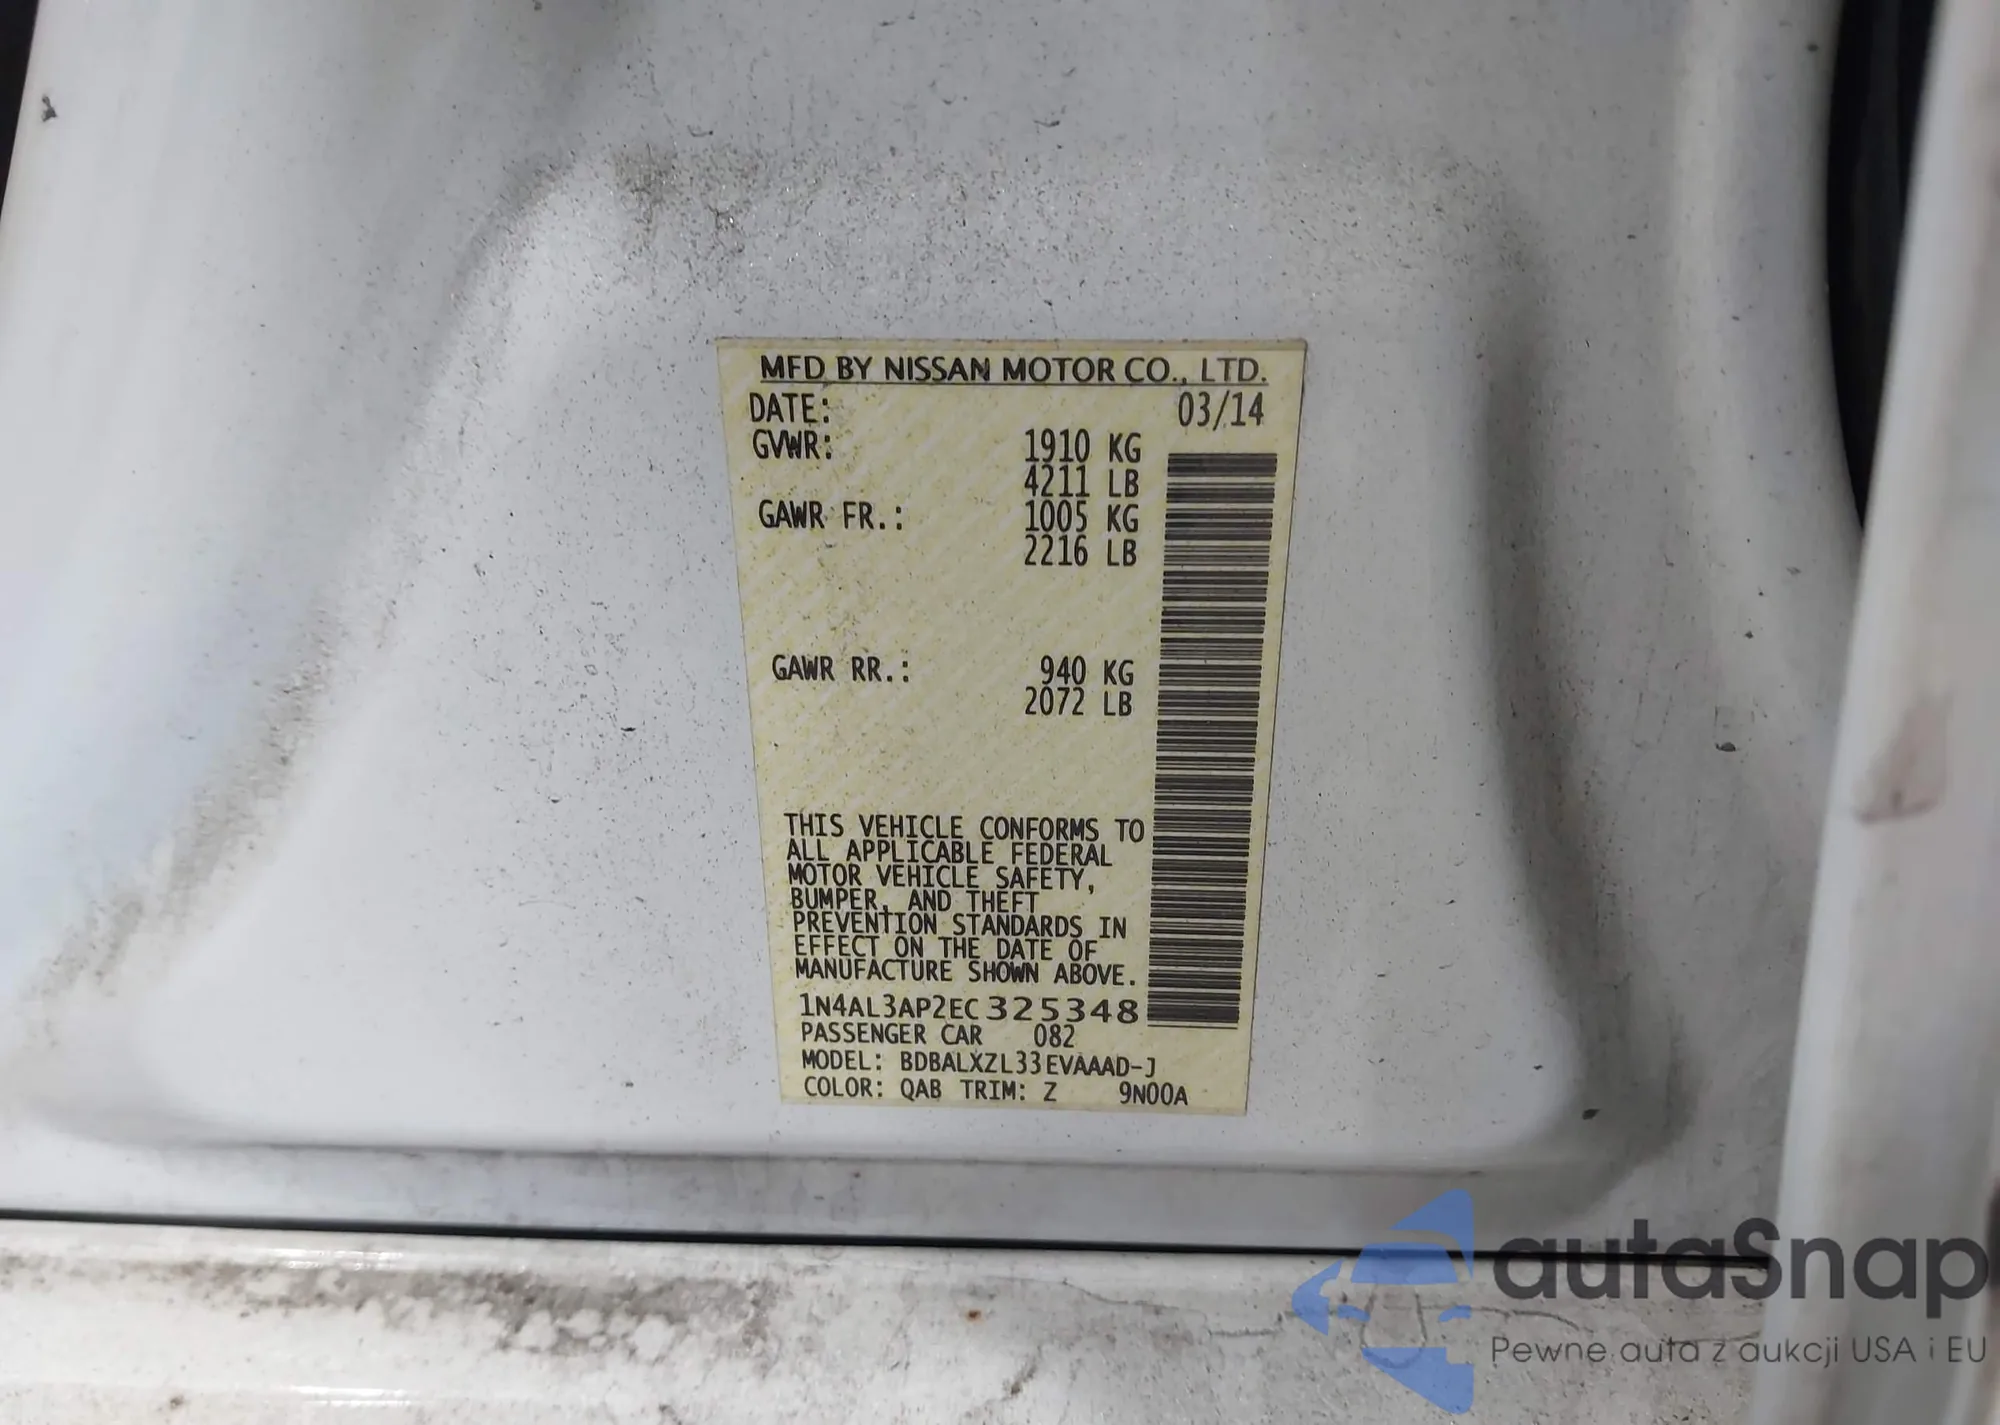 MFD BY NISSAN MOTOR CO., LTD.
DATE: 03/14
GVWR: 1910 KG
4211 LB
GAWR FR.: 1005 KG
2216 LB
GAWR RR.: 940 KG
2072 LB
THIS VEHICLE CONFORMS TO
ALL APPLICABLE FEDERAL
MOTOR VEHICLE SAFETY,
BUMPER, AND THEFT
PREVENTION STANDARDS IN
EFFECT ON THE DATE OF
MANUFACTURE SHOWN ABOVE.
1N4AL3AP2EC325348
PASSENGER CAR 082
MODEL: BDBALXZL33EVAAAD-J
COLOR: QAB TRIM: Z 9N00A
autaSnap
Pewne auta z aukcji USA i EU